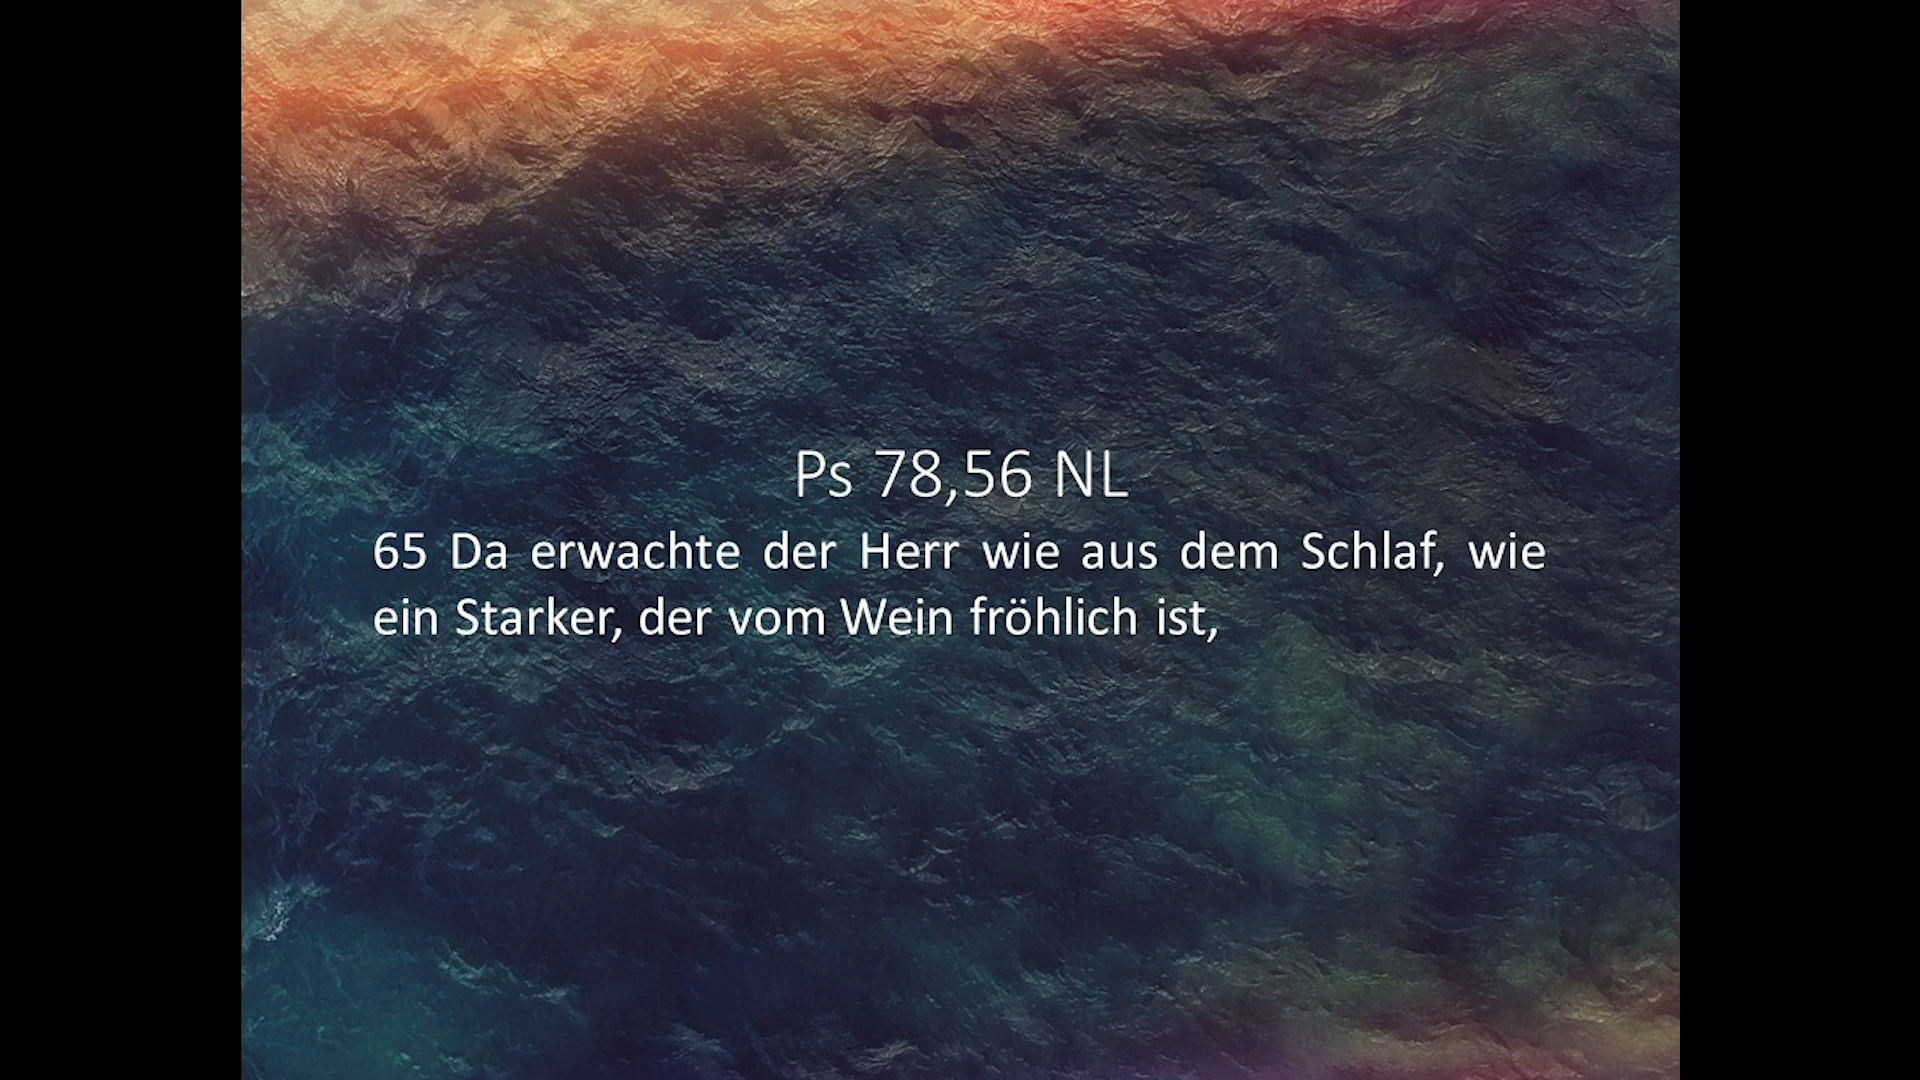 Ps 78,56 NL
65 Da erwachte der Herr wie aus dem Schlaf, wie
ein Starker, der vom Wein fröhlich ist,